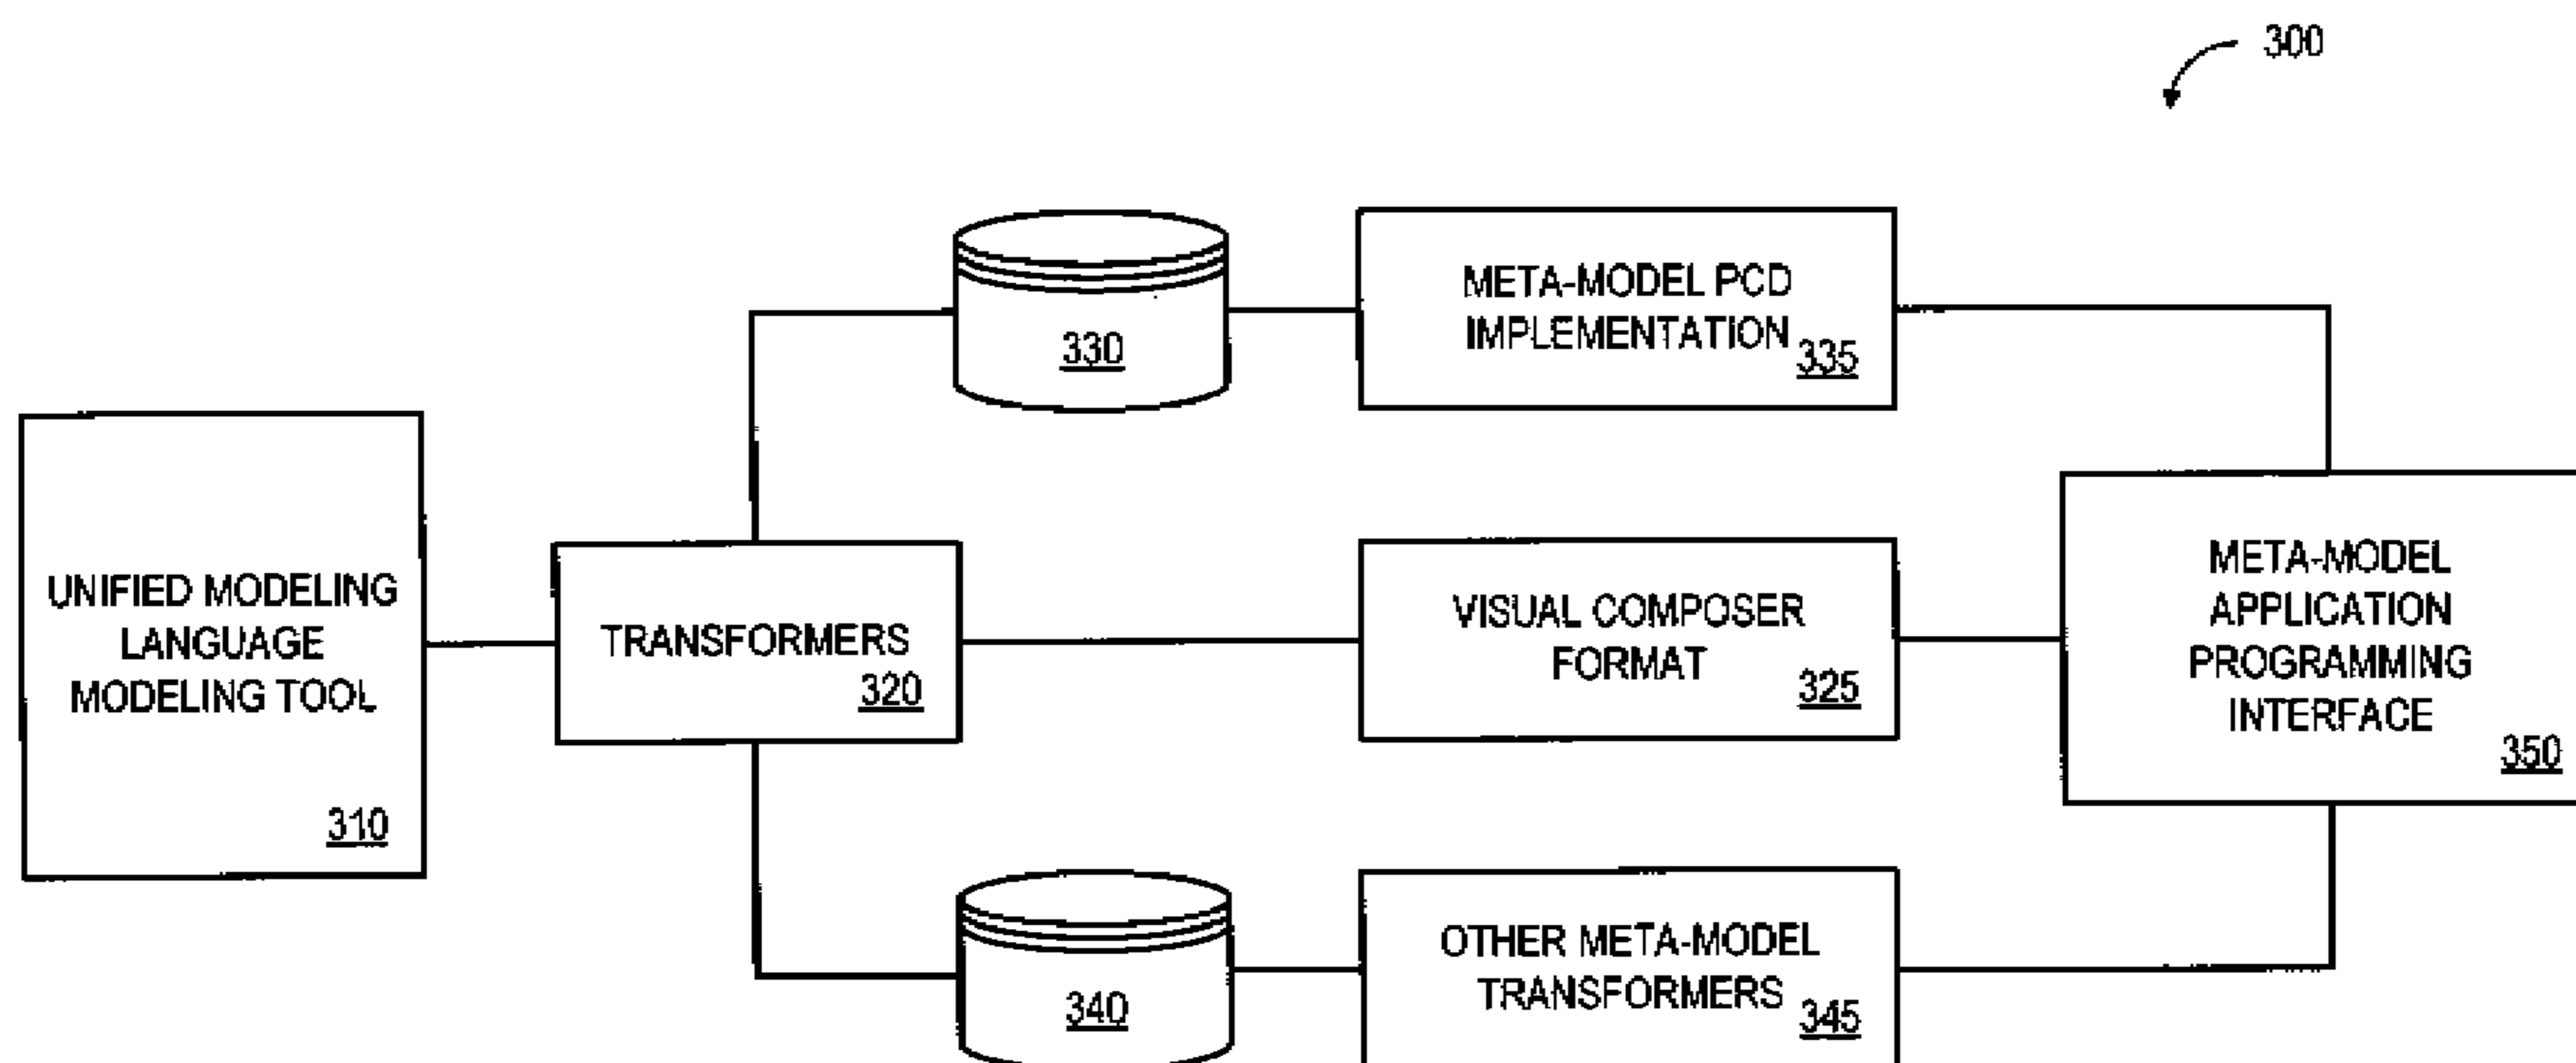 300
330
META-MODEL PCD
IMPLEMENTATION
335
UNIFIED MODELING
LANGUAGE
MODELING TOOL
310
TRANSFORMERS
320
VISUAL COMPOSER
FORMAT
325
META-MODEL
APPLICATION
PROGRAMMING
INTERFACE
350
340
OTHER META-MODEL
TRANSFORMERS
345